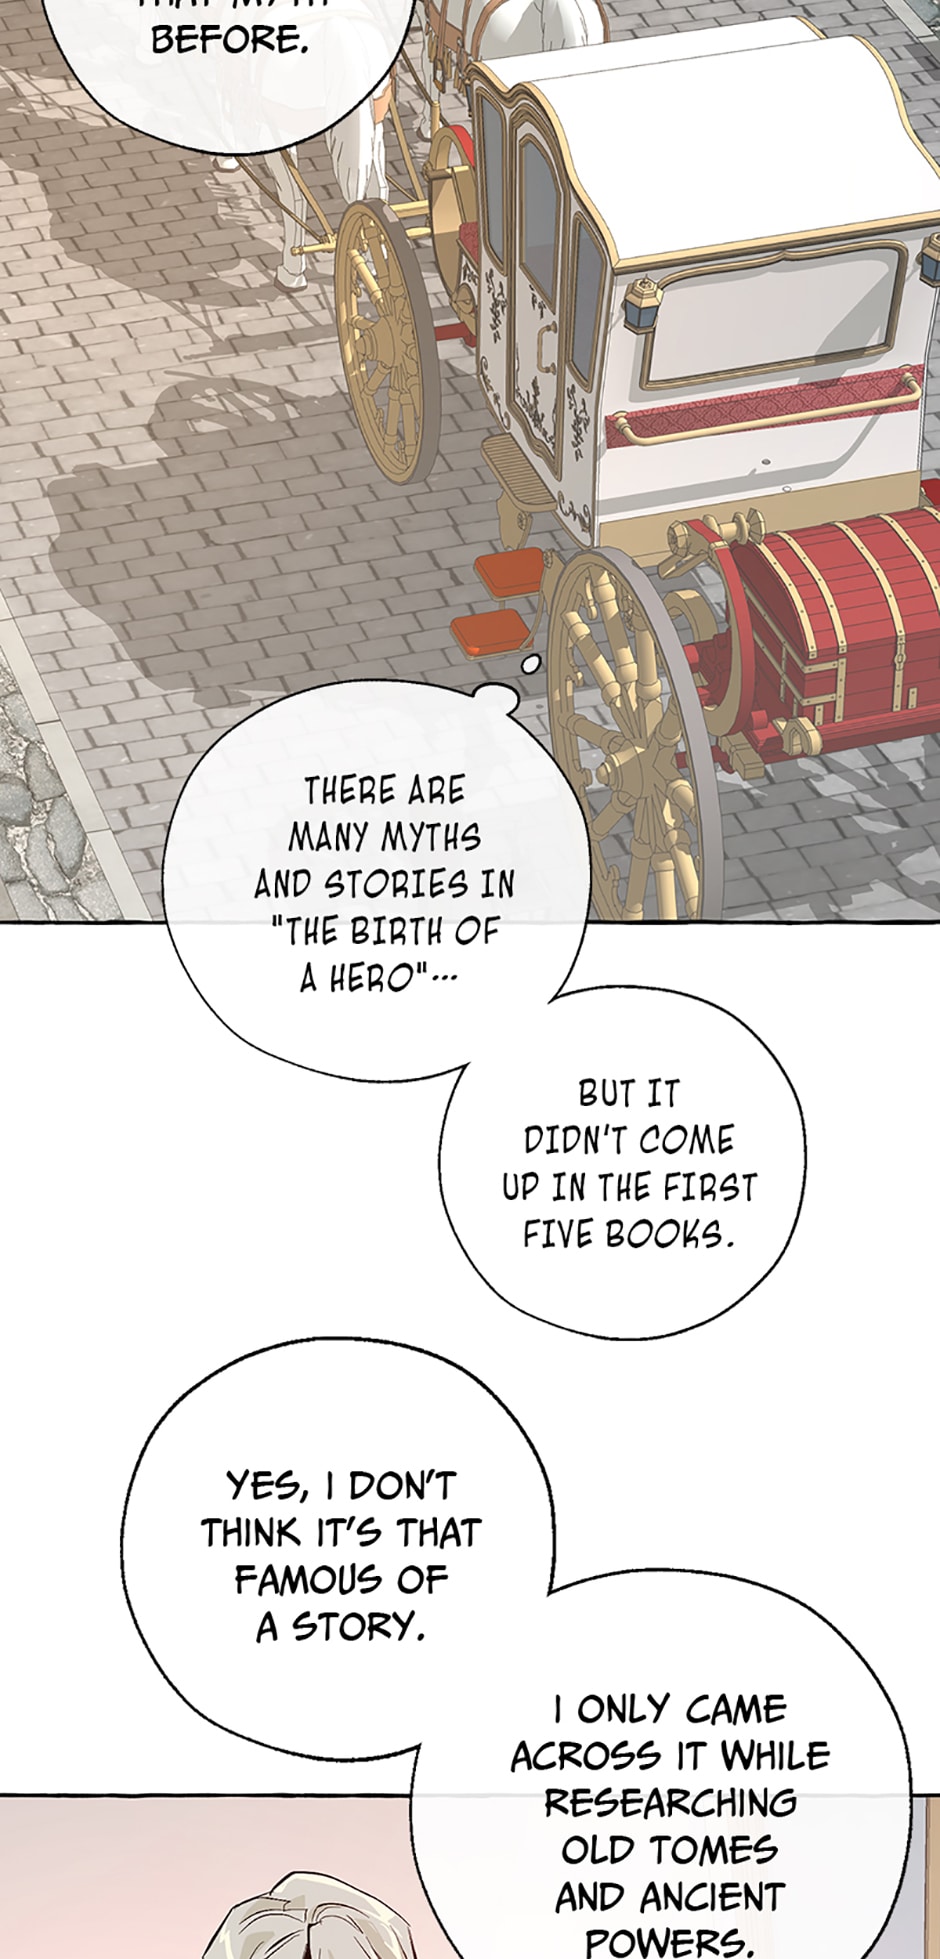 THAT MYTH
BEFORE.
THERE ARE
MANY MYTHS
AND STORIES IN
"THE BIRTH OF
A HERO"...
BUT IT
DIDN'T COME
UP IN THE FIRST
FIVE BOOKS.
YES, I DON'T
THINK IT'S THAT
FAMOUS OF
A STORY.
I ONLY CAME
ACROSS IT WHILE
RESEARCHING
OLD TOMES
AND ANCIENT
POWERS.